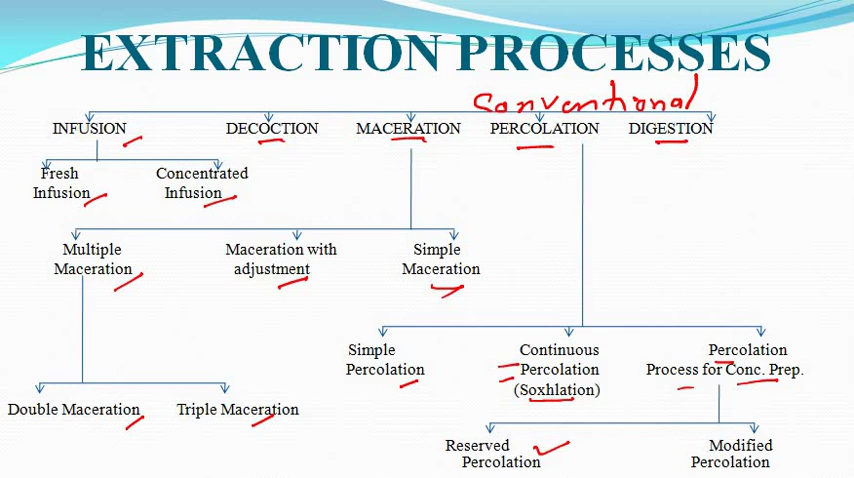 EXTRACTION PROCESSES
Conventional
INFUSION DECOCTION MACERATION PERCOLATION DIGESTION
Fresh Infusion
Concentrated Infusion
Multiple Maceration
Maceration with adjustment
Simple Maceration
Simple Percolation
Continuous Percolation (Soxhlation)
Percolation Process for Conc. Prep.
Double Maceration
Triple Maceration
Reserved Percolation
Modified Percolation